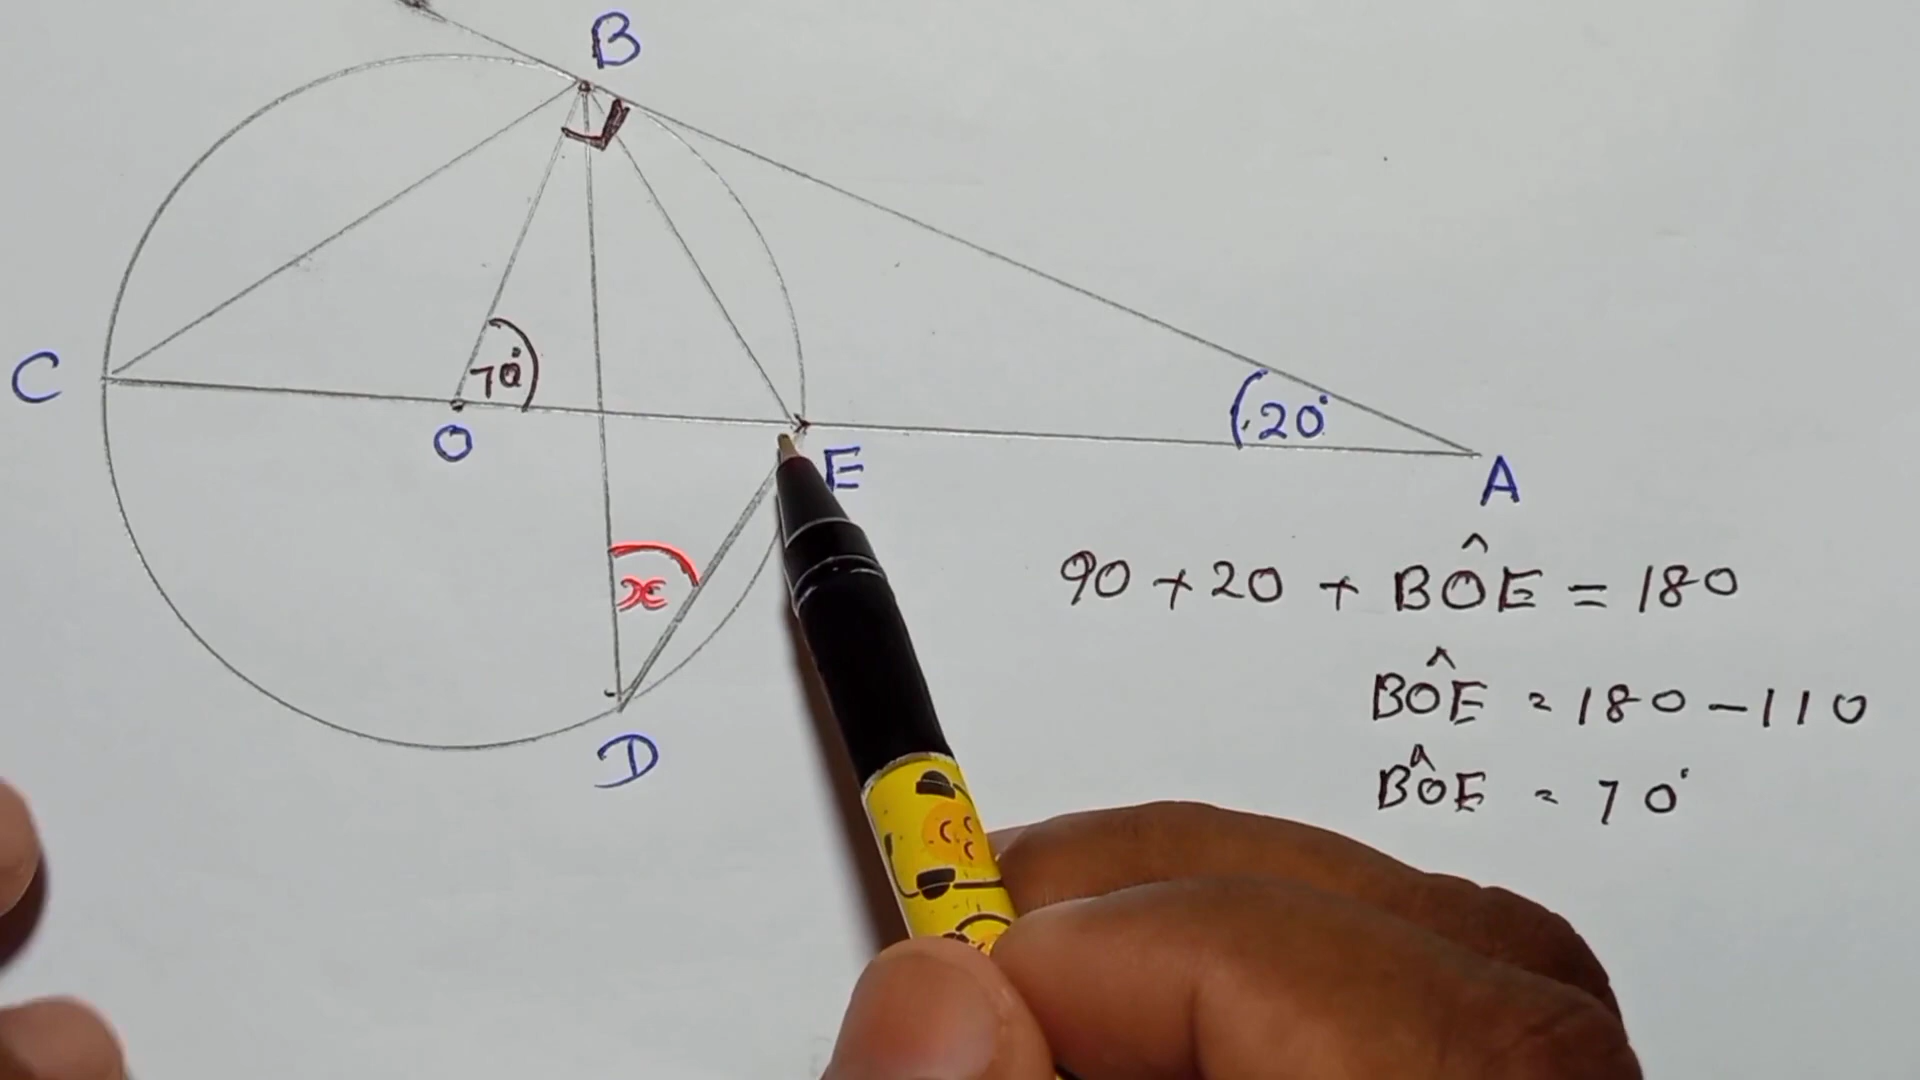 B
C
70°
O
20°
E
A
x
D
90 + 20 + BÔE = 180
BÔE = 180 - 110
BÔE = 70°